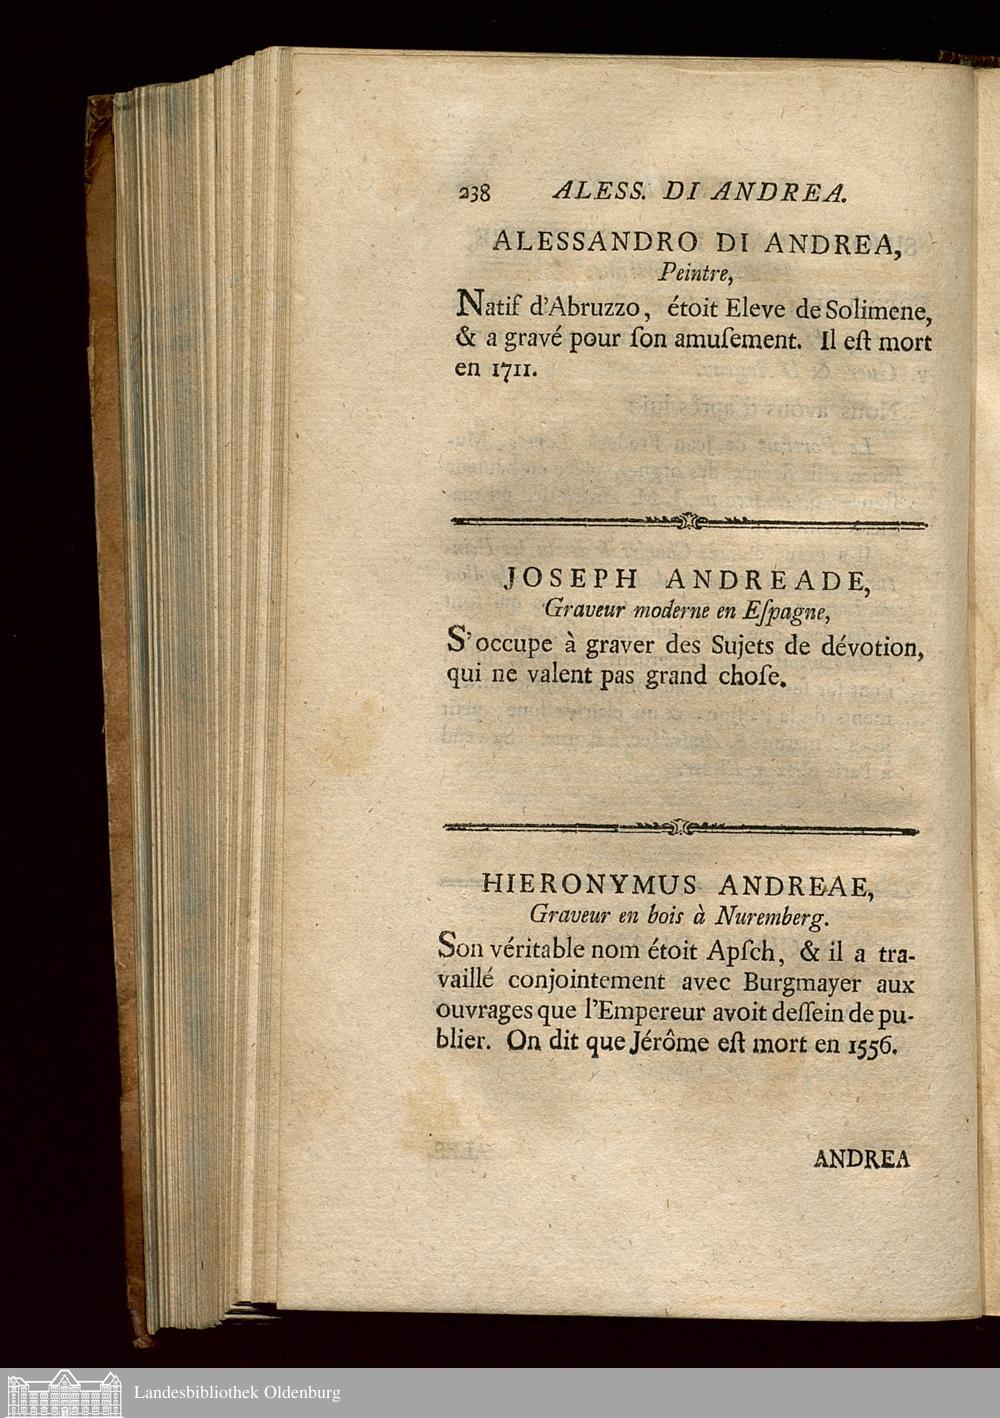 238 ALESS. DI ANDREA.
ALESSANDRO DI ANDREA,
Peintre,
Natif d'Abruzzo, étoit Eleve de Solimene,
& a gravé pour ſon amuſement. Il eſt mort
en 1711.
JOSEPH ANDREADE,
Graveur moderne en Eſpagne,
S'occupe à graver des Sujets de dévotion,
qui ne valent pas grand choſe.
HIERONYMUS ANDREAE,
Graveur en bois à Nuremberg.
Son véritable nom étoit Apſch, & il a tra-
vaillé conjointement avec Burgmayer aux
ouvrages que l'Empereur avoit deſſein de pu-
blier. On dit que Jérôme eſt mort en 1556.
ANDREA
Landesbibliothek Oldenburg